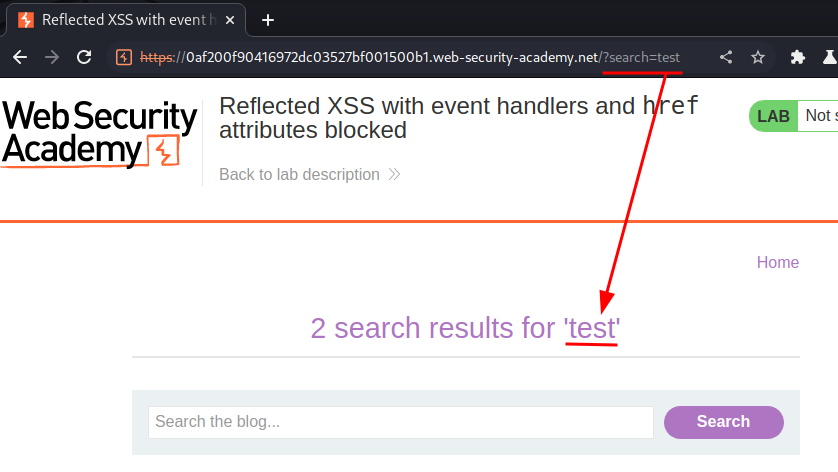 Reflected XSS with event h
https://0af200f90416972dc03527bf001500b1.web-security-academy.net/?search=test
Web Security
Academy
Reflected XSS with event handlers and href
attributes blocked
Back to lab description
LAB
Not s
Home
2 search results for 'test'
Search the blog...
Search